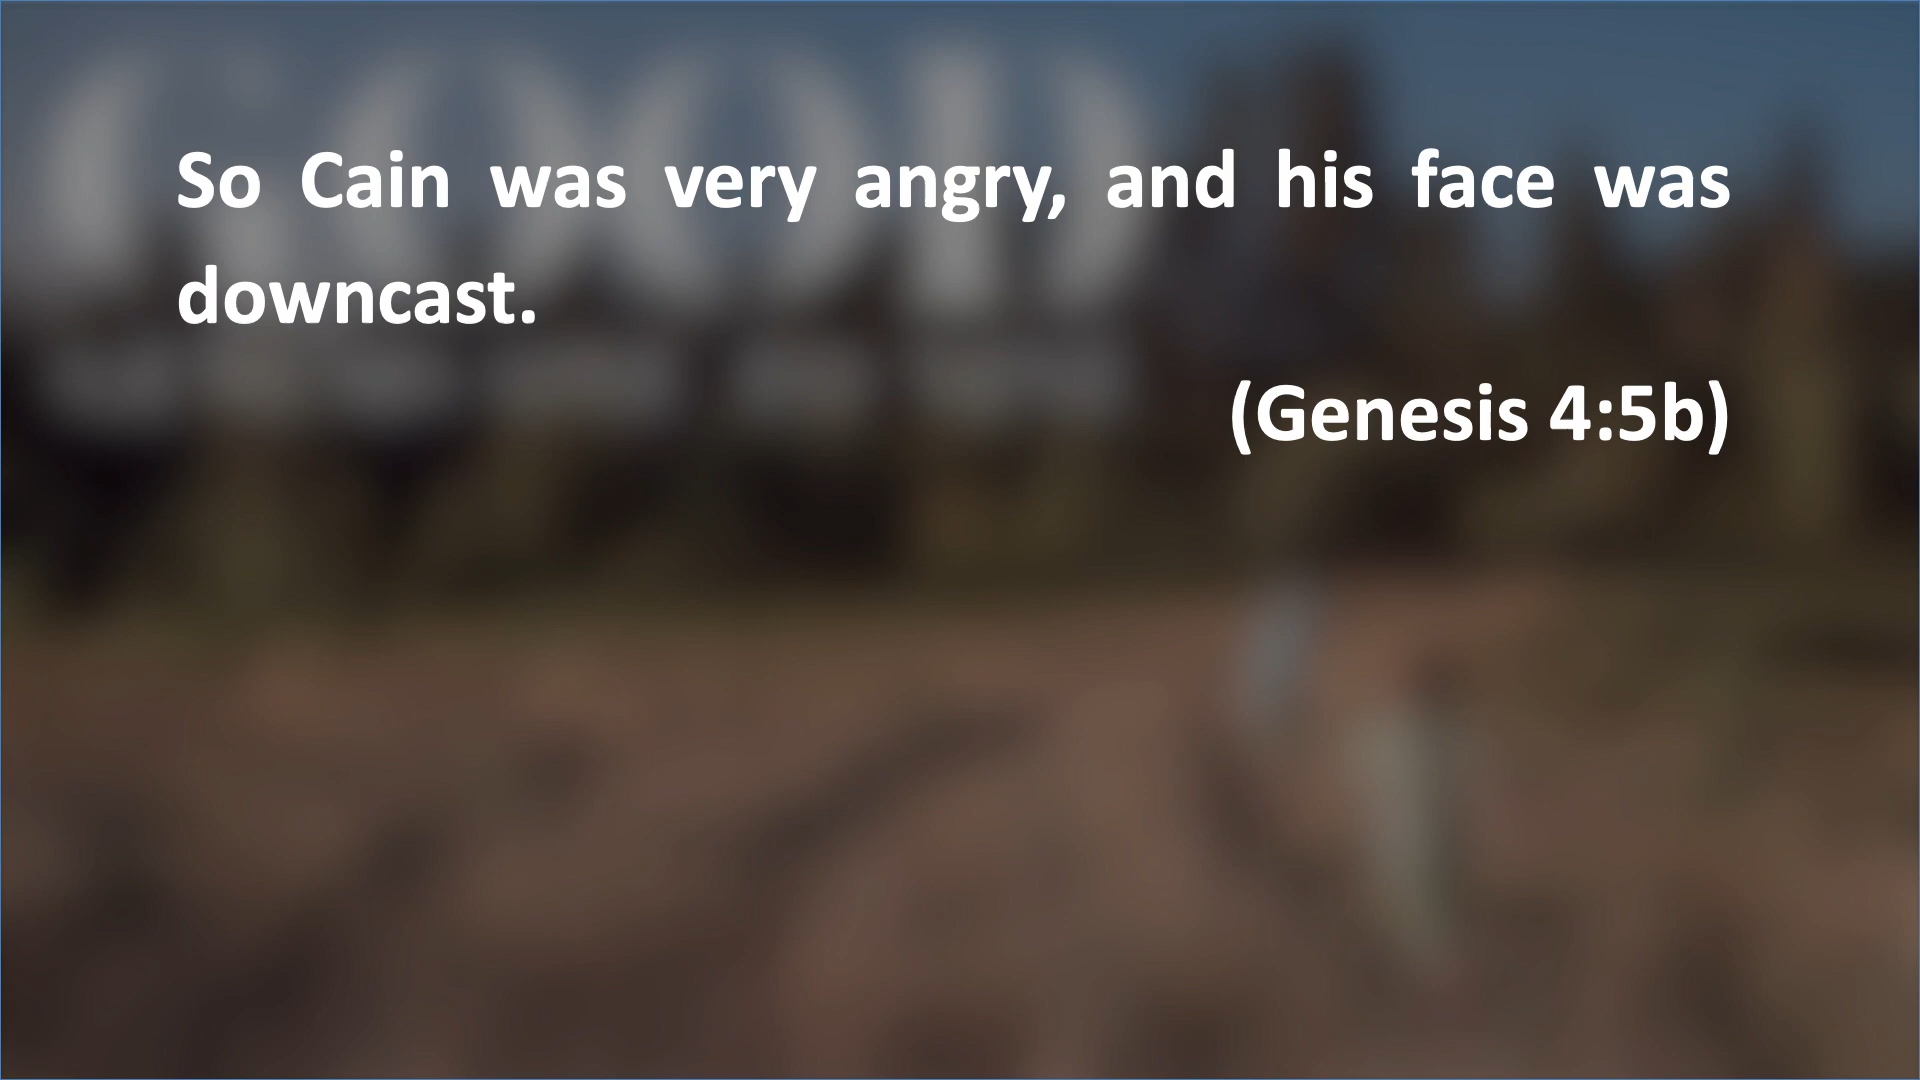 So Cain was very angry, and his face was
downcast.
(Genesis 4:5b)